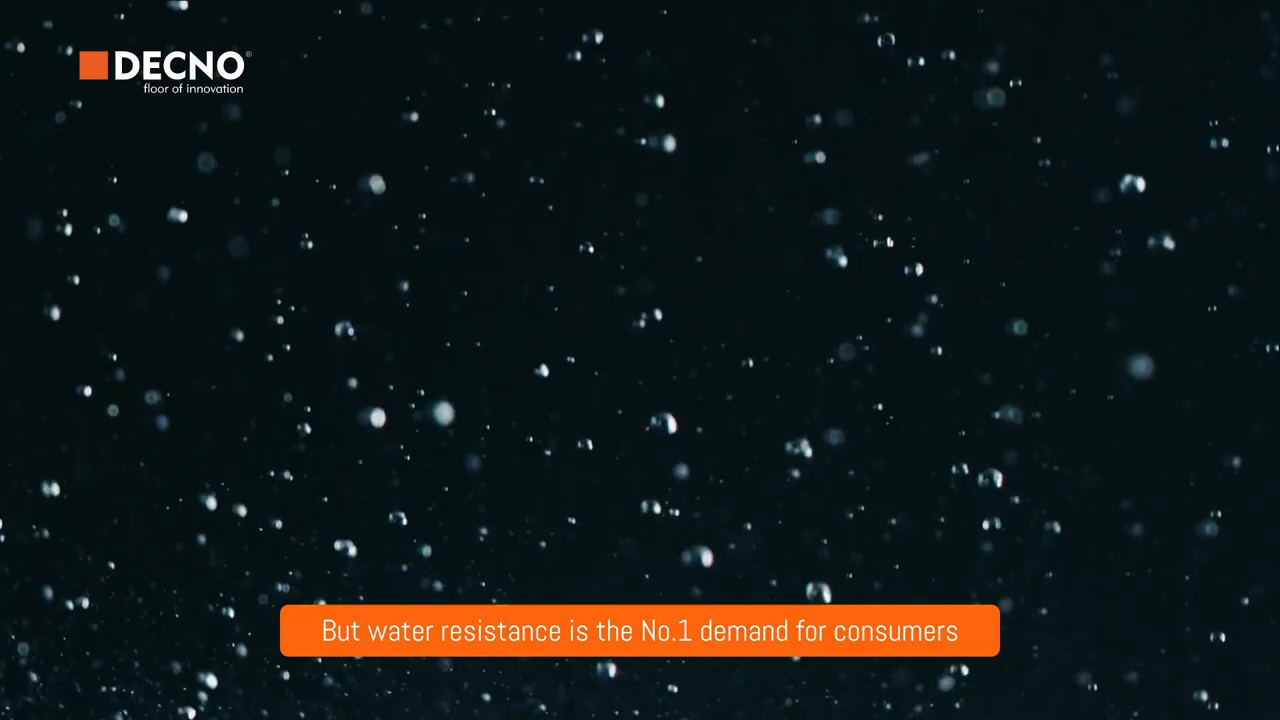 DECNO®
floor of innovation
But water resistance is the No.1 demand for consumers